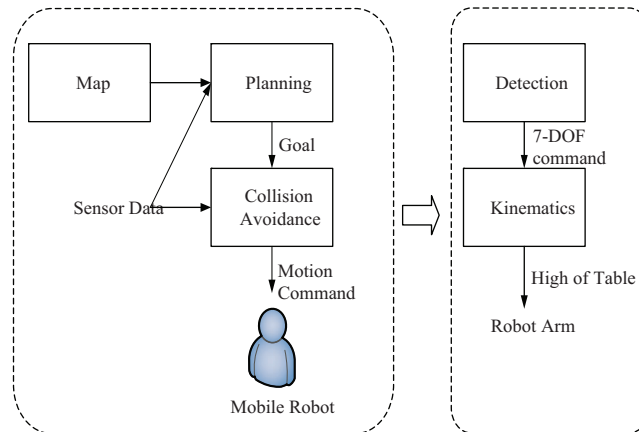 Map
Planning
Goal
Sensor Data
Collision
Avoidance
Motion
Command
Mobile Robot
Detection
7-DOF
command
Kinematics
High of Table
Robot Arm